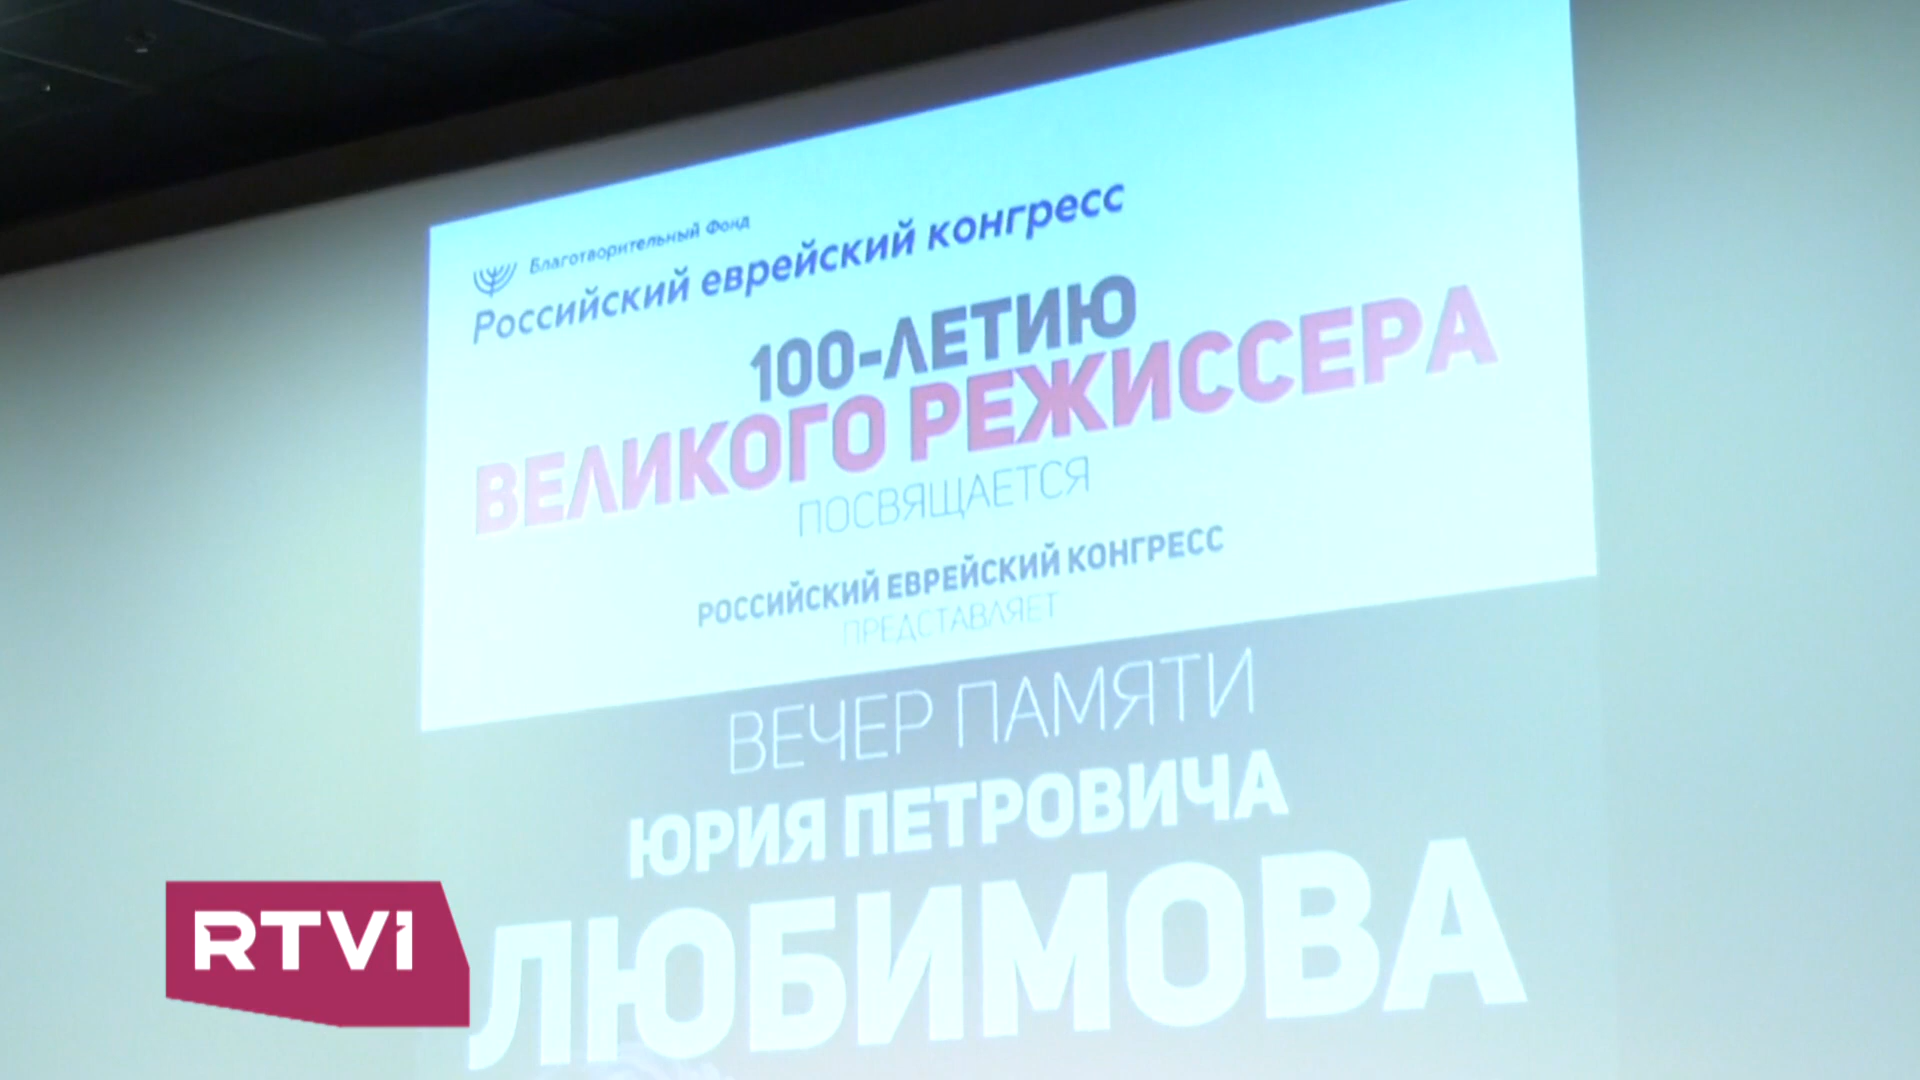 Благотворительный Фонд
Российский еврейский конгресс
100-ЛЕТИЮ
ВЕЛИКОГО РЕЖИССЕРА
ПОСВЯЩАЕТСЯ
РОССИЙСКИЙ ЕВРЕЙСКИЙ КОНГРЕСС
ПРЕДСТАВЛЯЕТ
ВЕЧЕР ПАМЯТИ
ЮРИЯ ПЕТРОВИЧА
ЛЮБИМОВА
RTVI